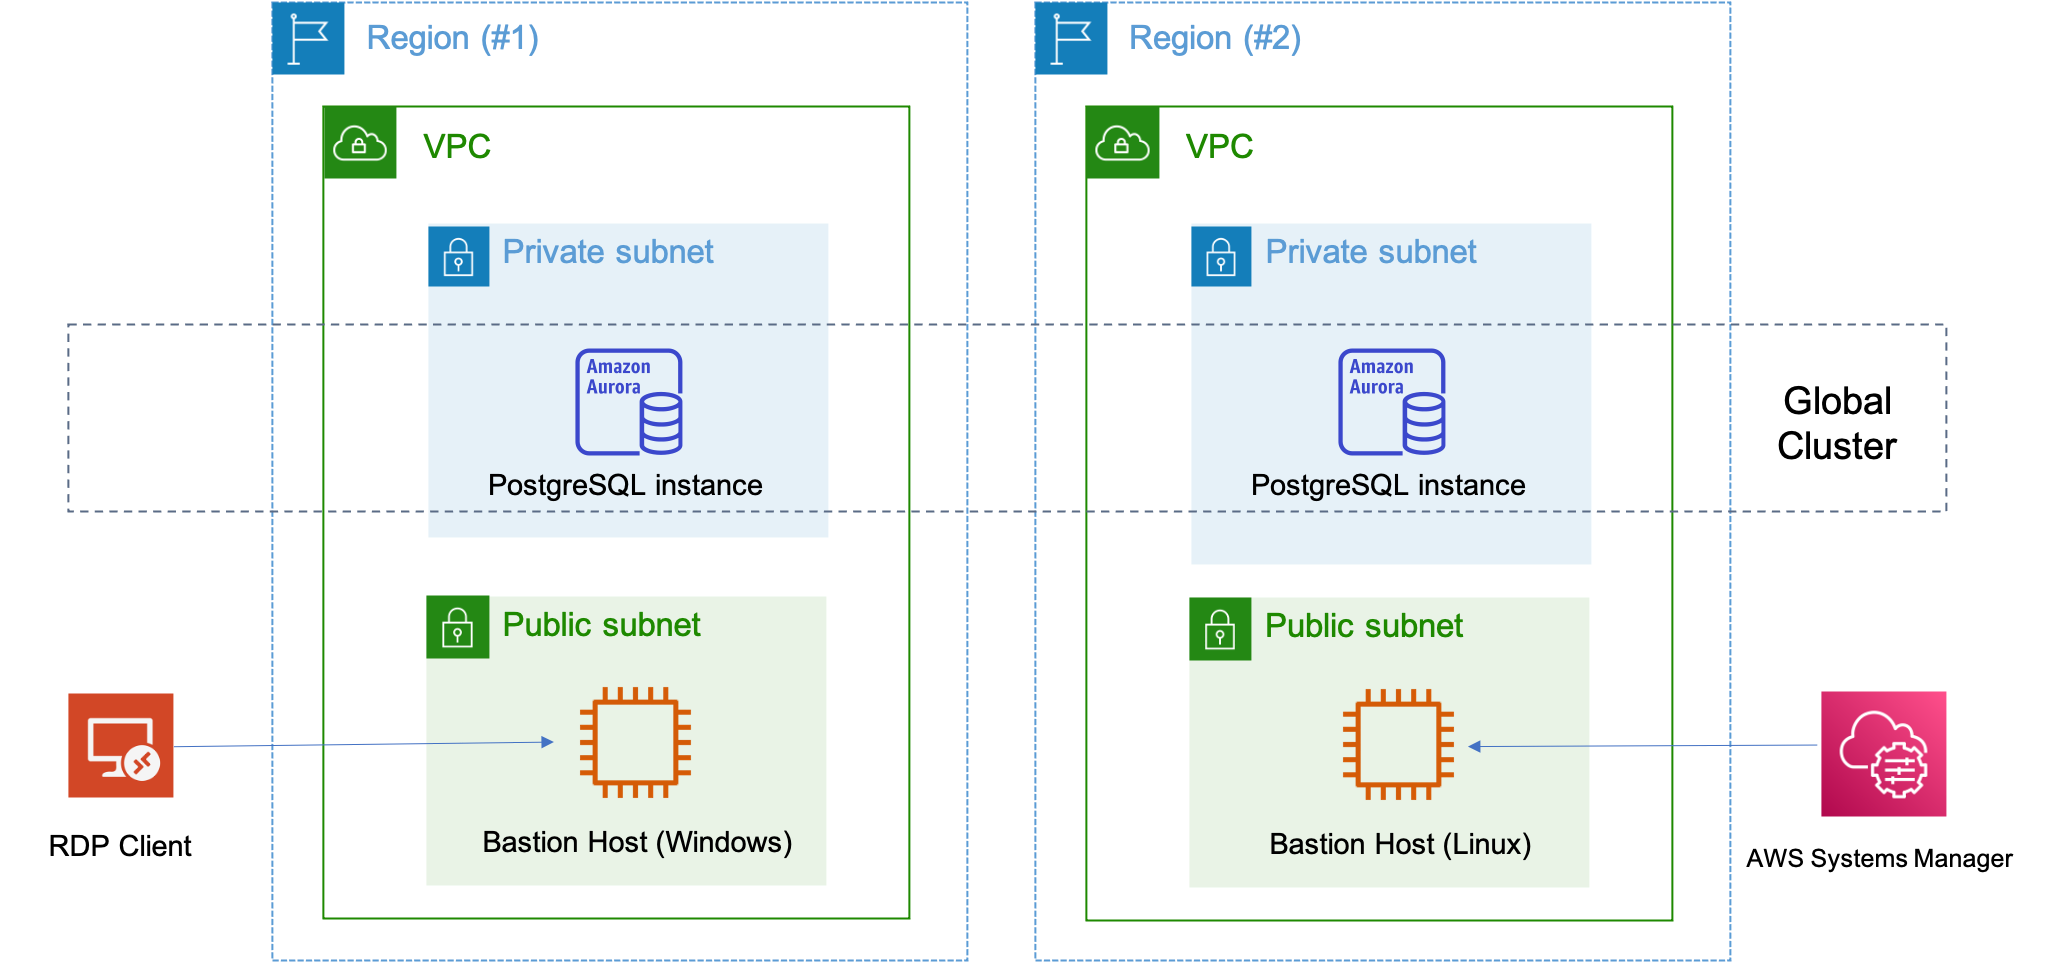 Region (#1)
Region (#2)
VPC
VPC
Private subnet
Private subnet
Amazon
Aurora
Amazon
Aurora
PostgreSQL instance
PostgreSQL instance
Global
Cluster
Public subnet
Public subnet
Bastion Host (Windows)
Bastion Host (Linux)
RDP Client
AWS Systems Manager